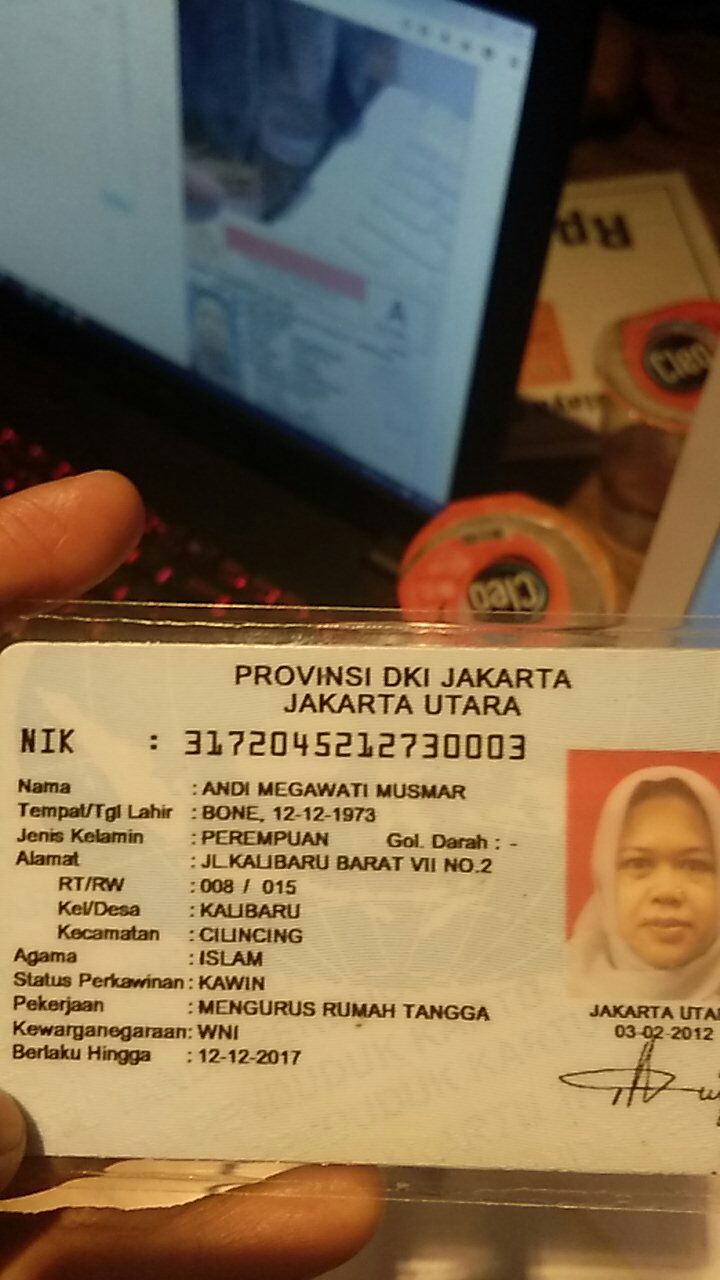 Rp
Cleo
Cleo
A
PROVINSI DKI JAKARTA
JAKARTA UTARA
NIK : 3172045212730003
Nama : ANDI MEGAWATI MUSMAR
Tempat/Tgl Lahir : BONE, 12-12-1973
Jenis Kelamin : PEREMPUAN Gol. Darah : -
Alamat : JL.KALIBARU BARAT VII NO.2
RT/RW : 008 / 015
Kel/Desa : KALIBARU
Kecamatan : CILINCING
Agama : ISLAM
Status Perkawinan : KAWIN
Pekerjaan : MENGURUS RUMAH TANGGA
Kewarganegaraan : WNI
Berlaku Hingga : 12-12-2017
JAKARTA UTA
03-02-2012